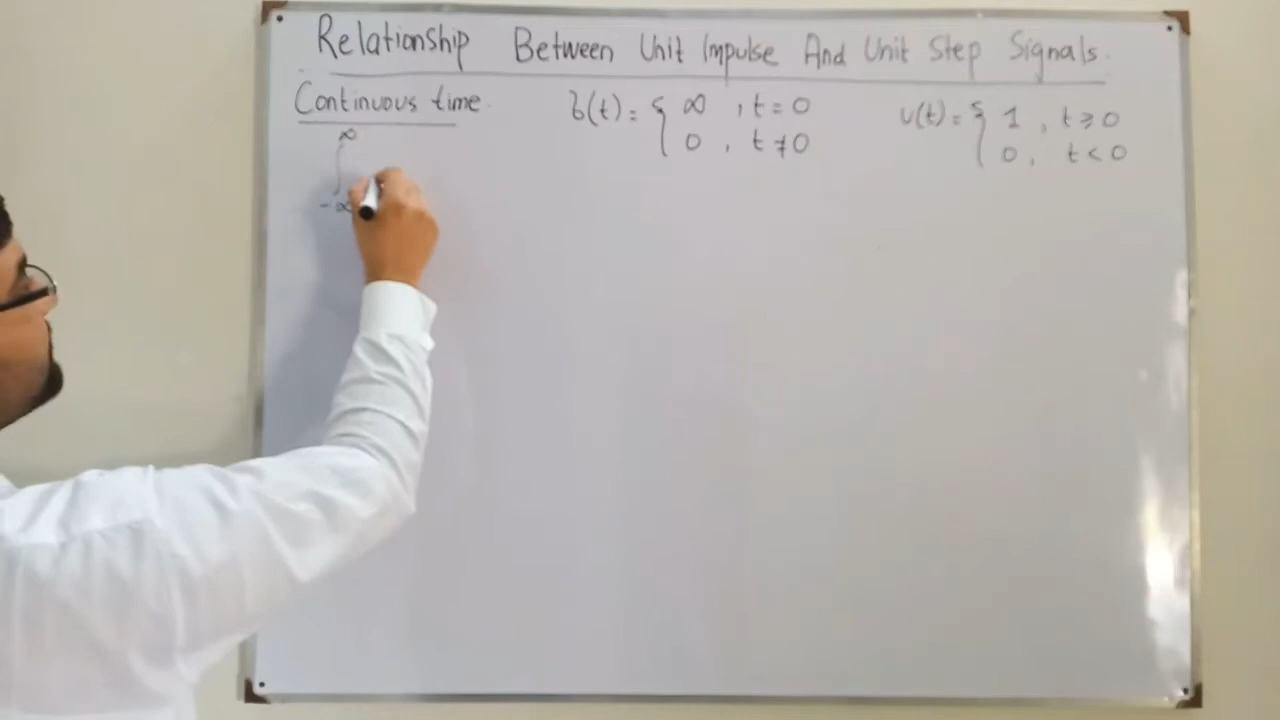 Relationship Between Unit Impulse And Unit Step Signals.
Continuous time.
δ(t) = { ∞ , t = 0
0 , t ≠ 0
u(t) = { 1 , t ≥ 0
0 , t < 0
∞
∫
-∞